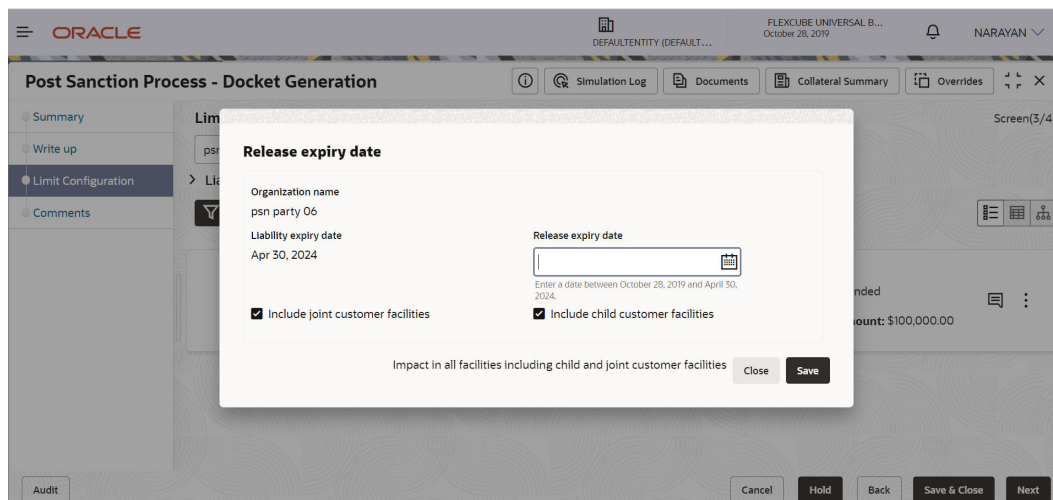 ORACLE
DEFAULTENTITY (DEFAULT...
FLEXCUBE UNIVERSAL B...
October 28, 2019
NARAYAN
Post Sanction Process - Docket Generation
Simulation Log
Documents
Collateral Summary
Overrides
Summary
Write up
Limit Configuration
Comments
Lim
Screen(3/4
psn
Lia
Release expiry date
Organization name
psn party 06
Liability expiry date
Apr 30, 2024
Release expiry date
Enter a date between October 28, 2019 and April 30,
2024.
Include joint customer facilities
Include child customer facilities
Impact in all facilities including child and joint customer facilities
Close
Save
nded
ount: $100,000.00
Audit
Cancel
Hold
Back
Save & Close
Next